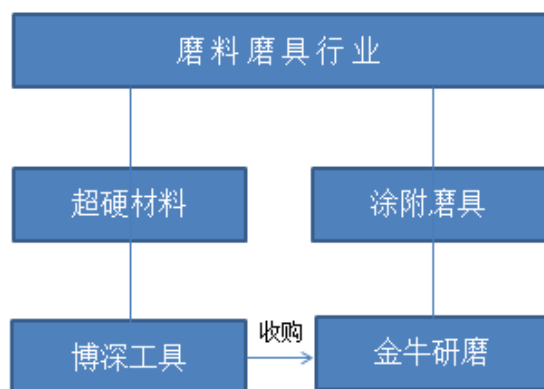 磨料磨具行业
超硬材料
涂附磨具
博深工具
收购
金牛研磨